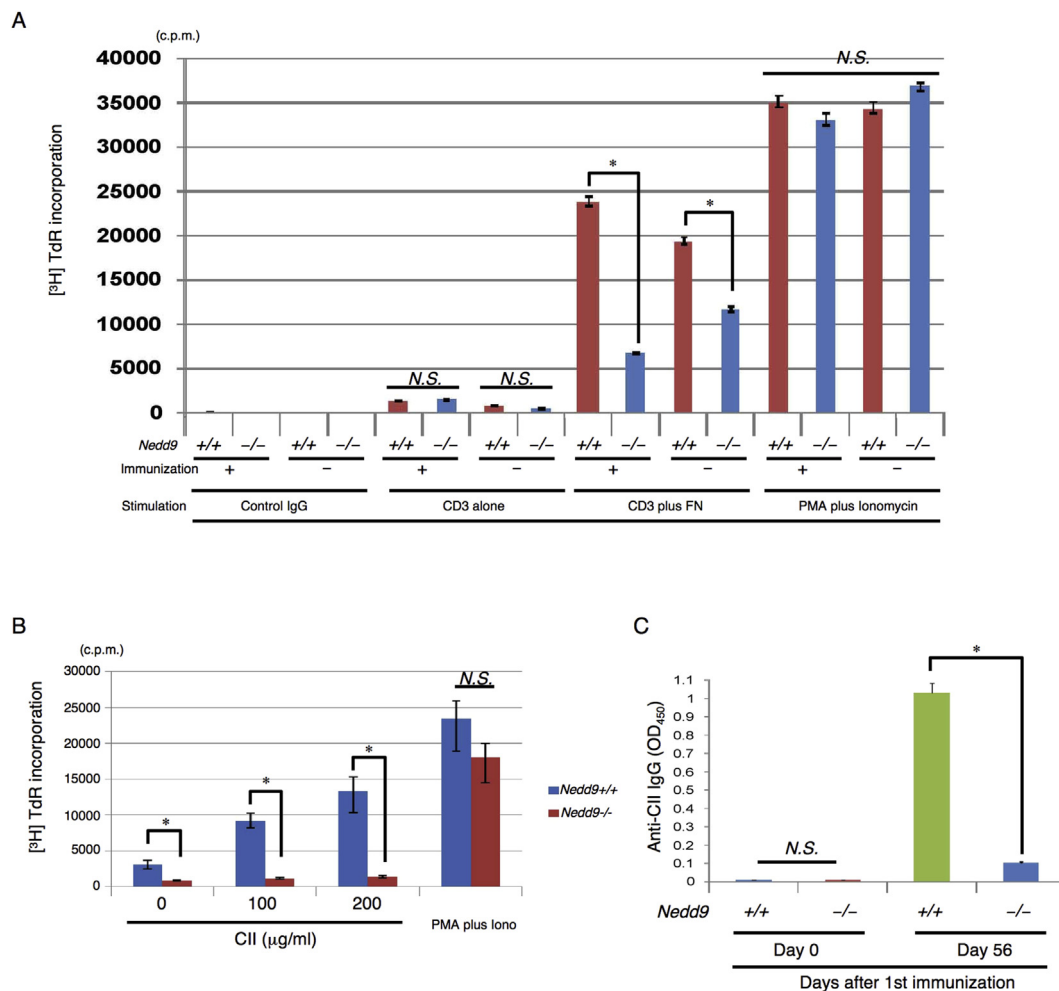 A
(c.p.m.)
40000
35000
30000
25000
20000
15000
10000
5000
0
[³H] TdR incorporation
N.S.
N.S.
*
*
N.S.
Nedd9 +/+ −/− +/+ −/− +/+ −/− +/+ −/− +/+ −/− +/+ −/− +/+ −/− +/+ −/−
Immunization + − + − + − + −
Stimulation Control IgG CD3 alone CD3 plus FN PMA plus Ionomycin
B
(c.p.m.)
30000
25000
20000
15000
10000
5000
0
[³H] TdR incorporation
*
*
*
N.S.
Nedd9+/+
Nedd9-/-
0 100 200 PMA plus Iono
CII (μg/ml)
C
1.1
1
0.9
0.8
0.7
0.6
0.5
0.4
0.3
0.2
0.1
0
Anti-CII IgG (OD₄₅₀)
N.S.
*
Nedd9 +/+ −/− +/+ −/−
Day 0 Day 56
Days after 1st immunization